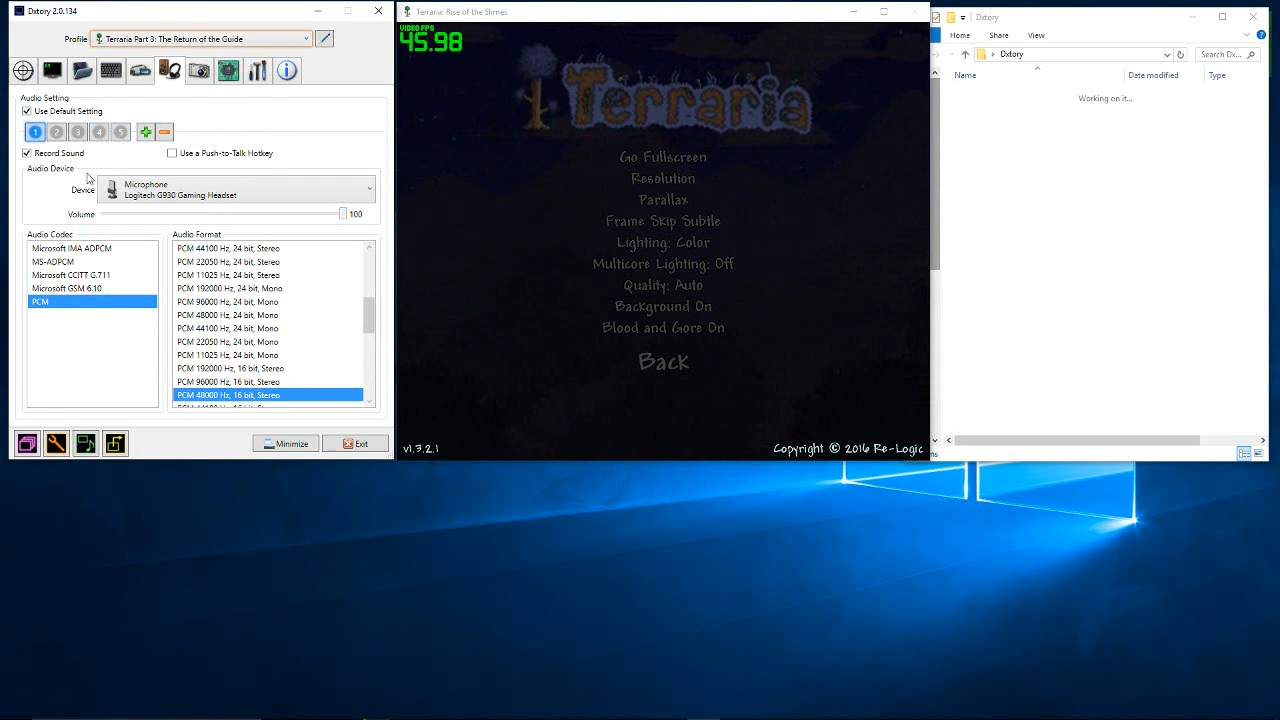 Dxtory 2.0.134
Profile
Terraria Part 3: The Return of the Guide
Audio Setting
Use Default Setting
1 2 3 4 5
Record Sound
Use a Push-to-Talk Hotkey
Audio Device
Device
Microphone
Logitech G930 Gaming Headset
Volume
100
Audio Codec
Microsoft IMA ADPCM
MS-ADPCM
Microsoft CCITT G.711
Microsoft GSM 6.10
PCM
Audio Format
PCM 44100 Hz, 24 bit, Stereo
PCM 22050 Hz, 24 bit, Stereo
PCM 11025 Hz, 24 bit, Stereo
PCM 192000 Hz, 24 bit, Mono
PCM 96000 Hz, 24 bit, Mono
PCM 48000 Hz, 24 bit, Mono
PCM 44100 Hz, 24 bit, Mono
PCM 22050 Hz, 24 bit, Mono
PCM 11025 Hz, 24 bit, Mono
PCM 192000 Hz, 16 bit, Stereo
PCM 96000 Hz, 16 bit, Stereo
PCM 48000 Hz, 16 bit, Stereo
Minimize
Exit
Terraria: Rise of the Slimes
VIDEO FPS
45.98
Terraria
Go Fullscreen
Resolution
Parallax
Frame Skip Subtle
Lighting: Color
Multicore Lighting: Off
Quality: Auto
Background On
Blood and Gore On
Back
v1.3.2.1
Copyright © 2016 Re-Logic
Dxtory
Home
Share
View
Dxtory
Search Dx...
Name
Date modified
Type
Working on it...